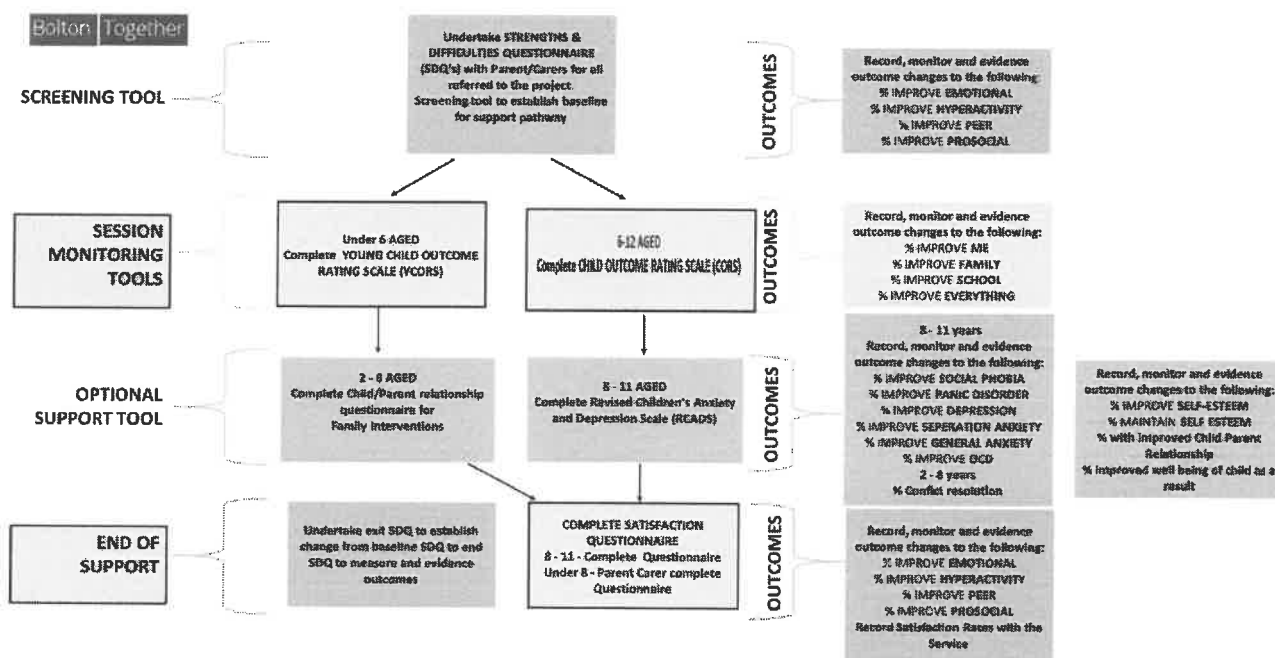 Bolton Together
SCREENING TOOL
Undertake STRENGTHS &
DIFFICULTIES QUESTIONNAIRE
(SDQ's) with Parent/Carers for all
referred to the project.
Screening tool to establish baseline
for support pathway
OUTCOMES
Record, monitor and evidence
outcome changes to the following:
% IMPROVE EMOTIONAL
% IMPROVE HYPERACTIVITY
% IMPROVE PEER
% IMPROVE PROSOCIAL
SESSION
MONITORING
TOOLS
Under 6 AGED
Complete YOUNG CHILD OUTCOME
RATING SCALE (YCORS)
6-12 AGED
Complete CHILD OUTCOME RATING SCALE (CORS)
OUTCOMES
Record, monitor and evidence
outcome changes to the following:
% IMPROVE ME
% IMPROVE FAMILY
% IMPROVE SCHOOL
% IMPROVE EVERYTHING
OPTIONAL
SUPPORT TOOL
2 - 8 AGED
Complete Child/Parent relationship
questionnaire for
Family Interventions
8 - 11 AGED
Complete Revised Children's Anxiety
and Depression Scale (RCADS)
OUTCOMES
8 - 11 years
Record, monitor and evidence
outcome changes to the following:
% IMPROVE SOCIAL PHOBIA
% IMPROVE PANIC DISORDER
% IMPROVE DEPRESSION
% IMPROVE SEPERATION ANXIETY
% IMPROVE GENERAL ANXIETY
% IMPROVE OCD
2 - 8 years
% Conflict resolution
Record, monitor and evidence
outcome changes to the following:
% IMPROVE SELF-ESTEEM
% MAINTAIN SELF ESTEEM
% with improved Child Parent
Relationship
% improved well being of child as a
result
END OF
SUPPORT
Undertake exit SDQ to establish
change from baseline SDQ to end
SDQ to measure and evidence
outcomes
COMPLETE SATISFACTION
QUESTIONNAIRE
8 - 11 - Complete Questionnaire
Under 8 - Parent Carer complete
Questionnaire
OUTCOMES
Record, monitor and evidence
outcome changes to the following:
% IMPROVE EMOTIONAL
% IMPROVE HYPERACTIVITY
% IMPROVE PEER
% IMPROVE PROSOCIAL
Record Satisfaction Rates with the
Service